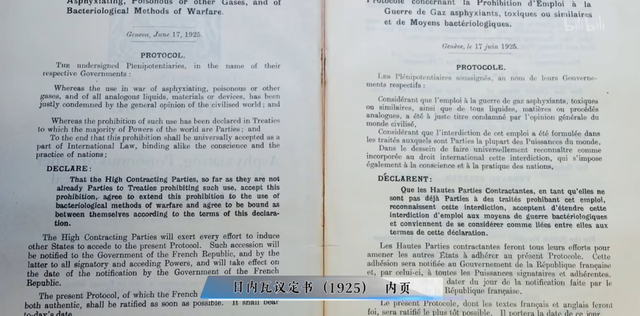 Asphyxiating, Poisonous or other Gases, and of
Bacteriological Methods of Warfare.
Geneva, June 17, 1925.
PROTOCOL.
THE undersigned Plenipotentiaries, in the name of their
respective Governments :
Whereas the use in war of asphyxiating, poisonous or other
gases, and of all analogous liquids, materials or devices, has been
justly condemned by the general opinion of the civilised world ; and
Whereas the prohibition of such use has been declared in Treaties
to which the majority of Powers of the world are Parties ; and
To the end that this prohibition shall be universally accepted as a
part of International Law, binding alike the conscience and the
practice of nations ;
DECLARE :
That the High Contracting Parties, so far as they are not
already Parties to Treaties prohibiting such use, accept this
prohibition, agree to extend this prohibition to the use of
bacteriological methods of warfare and agree to be bound as
between themselves according to the terms of this declara-
tion.
The High Contracting Parties will exert every effort to induce
other States to accede to the present Protocol. Such accession
will be notified to the Government of the French Republic, and by
the latter to all signatory and acceding Powers, and will take effect
on the date of the notification by the Government of the French
Republic.
The present Protocol, of which the French
both authentic, shall be ratified as soon as possible. It shall bear
to-day's date
Protocole concernant la Prohibition d'Emploi à la
Guerre de Gaz asphyxiants, toxiques ou similaires
et de Moyens bactériologiques.
Genève, le 17 juin 1925.
PROTOCOLE.
Les Plénipotentiaires soussignés, au nom de leurs Gouverne-
ments respectifs :
Considérant que l'emploi à la guerre de gaz asphyxiants, toxiques
ou similaires, ainsi que de tous liquides, matières ou procédés
analogues, a été à juste titre condamné par l'opinion générale du
monde civilisé,
Considérant que l'interdiction de cet emploi a été formulée dans
les traités auxquels sont Parties la plupart des Puissances du monde,
Dans le dessein de faire universellement reconnaître comme
incorporée au droit international cette interdiction, qui s'impose
également à la conscience et à la pratique des nations,
DÉCLARENT :
Que les Hautes Parties Contractantes, en tant qu'elles ne
sont pas déjà Parties à des traités prohibant cet emploi,
reconnaissent cette interdiction, acceptent d'étendre cette
interdiction d'emploi aux moyens de guerre bactériologiques
et conviennent de se considérer comme liées entre elles aux
termes de cette déclaration.
Les Hautes Parties contractantes feront tous leurs efforts pour
amener les autres États à adhérer au présent Protocole. Cette
adhésion sera notifiée au Gouvernement de la République française
et, par celui-ci, à toutes les Puissances signataires et adhérentes.
dater du jour de la notification faite par le
République française.
Le présent Protocole, dont les textes français et anglais feront
foi, sera ratifié le plus tôt possible. Il portera la date de ce jour
日内瓦议定书（1925） 内页
bilibili